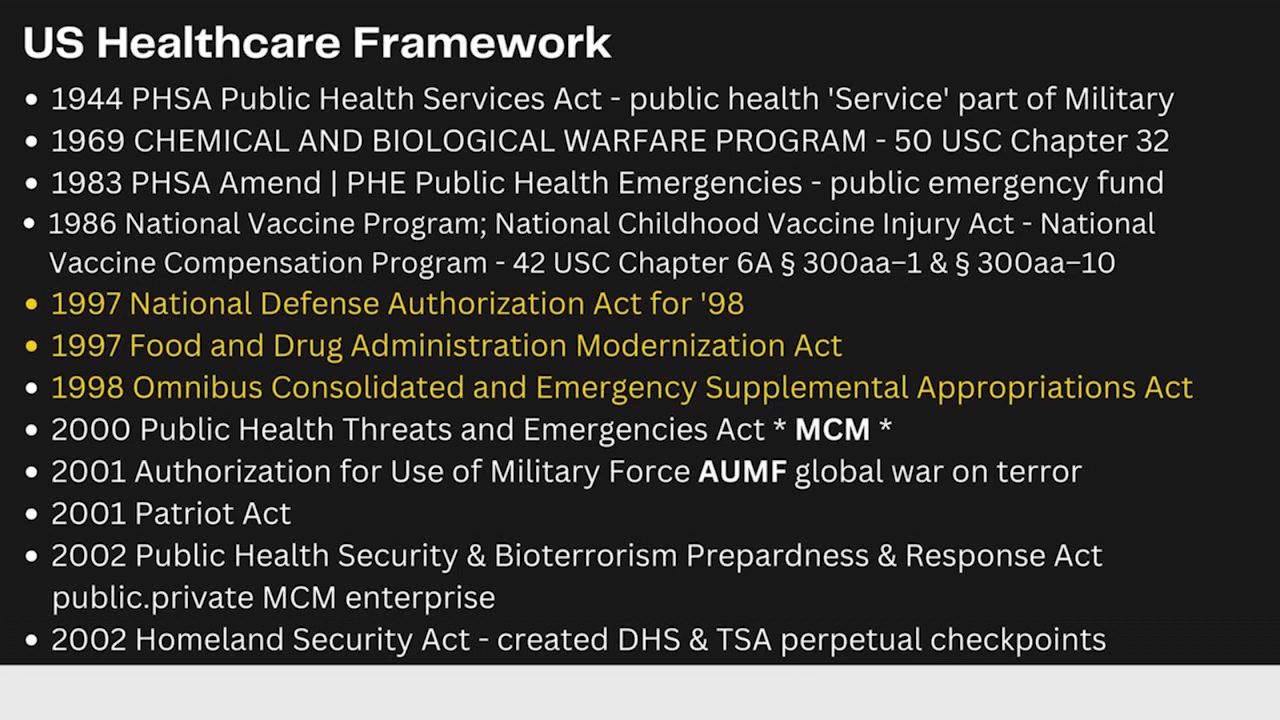 US Healthcare Framework
• 1944 PHSA Public Health Services Act - public health 'Service' part of Military
• 1969 CHEMICAL AND BIOLOGICAL WARFARE PROGRAM - 50 USC Chapter 32
• 1983 PHSA Amend | PHE Public Health Emergencies - public emergency fund
• 1986 National Vaccine Program; National Childhood Vaccine Injury Act - National
Vaccine Compensation Program - 42 USC Chapter 6A § 300aa–1 & § 300aa–10
• 1997 National Defense Authorization Act for '98
• 1997 Food and Drug Administration Modernization Act
• 1998 Omnibus Consolidated and Emergency Supplemental Appropriations Act
• 2000 Public Health Threats and Emergencies Act * MCM *
• 2001 Authorization for Use of Military Force AUMF global war on terror
• 2001 Patriot Act
• 2002 Public Health Security & Bioterrorism Prepardness & Response Act
public.private MCM enterprise
• 2002 Homeland Security Act - created DHS & TSA perpetual checkpoints